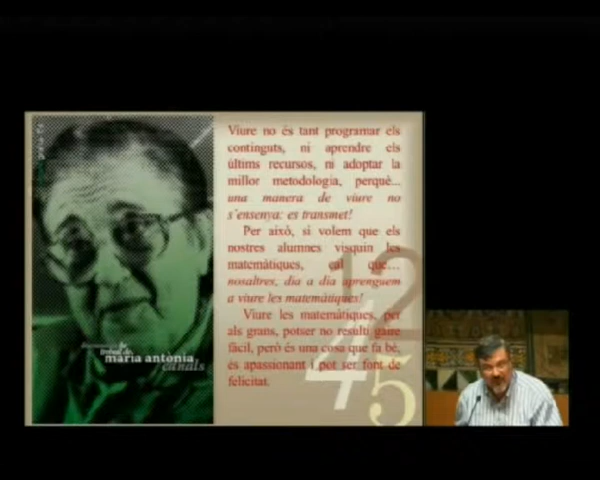 maria antonia
canals
Viure no és tant programar els
continguts, ni aprendre els
últims recursos, ni adoptar la
millor metodologia, perquè...
una manera de viure no
s'ensenya: es transmet!
Per això, si volem que els
nostres alumnes visquin les
matemàtiques, cal que…
nosaltres, dia a dia aprenguem
a viure les matemàtiques!
Viure les matemàtiques, per
als grans, potser no resulti gaire
fàcil, però és una cosa que fa bé,
és apassionant i pot ser font de
felicitat.
12
4
5